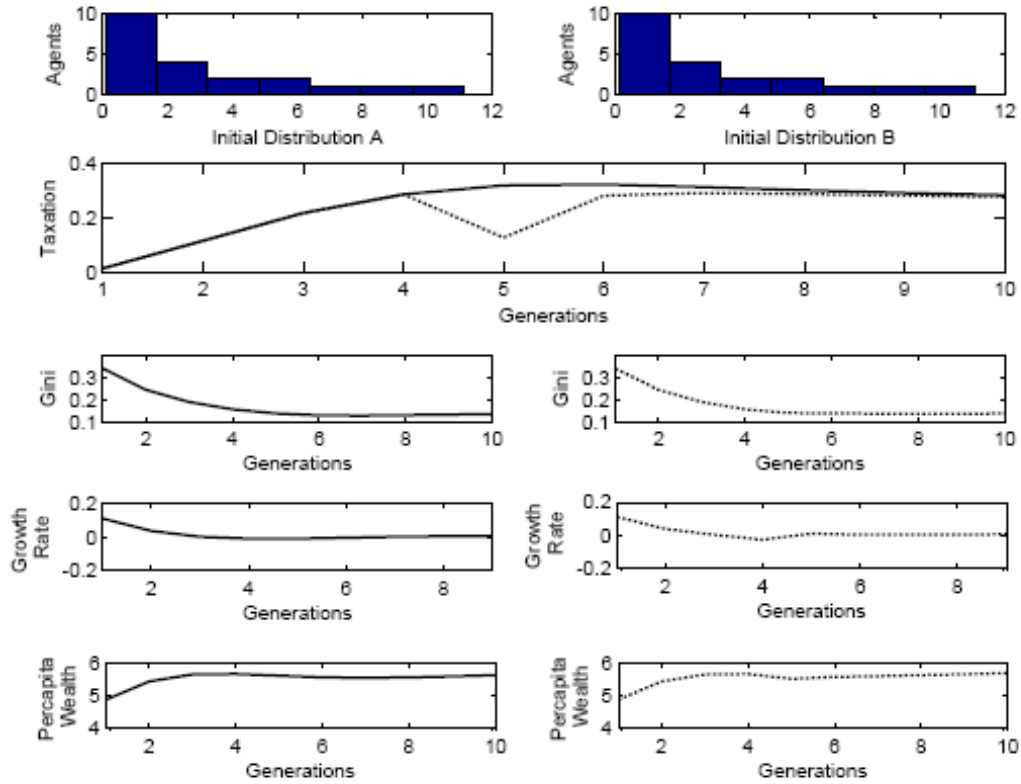 Agents
10
5
0
0 2 4 6 8 10 12
Initial Distribution A
Agents
10
5
0
0 2 4 6 8 10 12
Initial Distribution B
Taxation
0.4
0.2
0
1 2 3 4 5 6 7 8 9 10
Generations
Gini
0.3
0.2
0.1
2 4 6 8 10
Generations
Gini
0.3
0.2
0.1
2 4 6 8 10
Generations
Growth
Rate
0.2
0
-0.2
2 4 6 8
Generations
Growth
Rate
0.2
0
-0.2
2 4 6 8
Generations
Percapita
Wealth
6
5
4
2 4 6 8 10
Generations
Percapita
Wealth
6
5
4
2 4 6 8 10
Generations